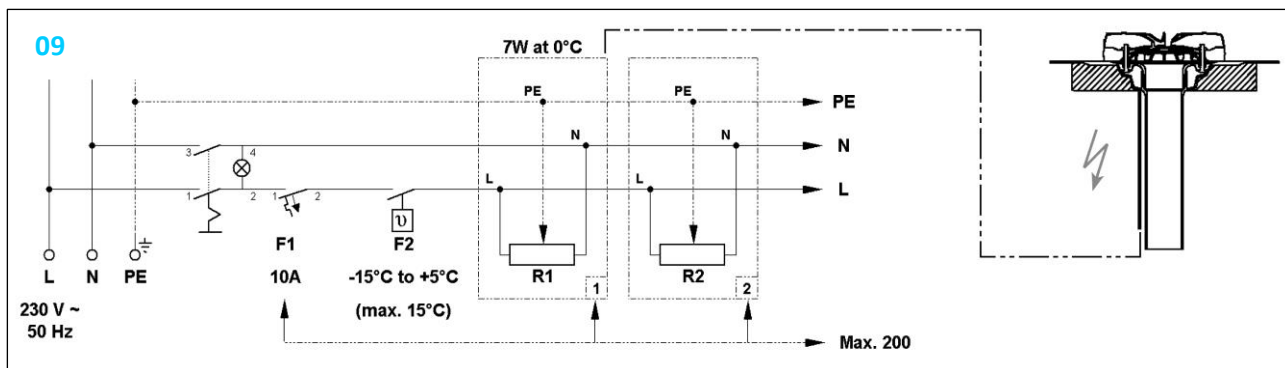 09
7W at 0°C
PE
PE
PE
N
N
N
3
4
L
L
L
1
2
1
2
L
N
PE
F1
F2
R1
R2
10A
-15°C to +5°C
1
2
230 V ~
(max. 15°C)
50 Hz
Max. 200
υ